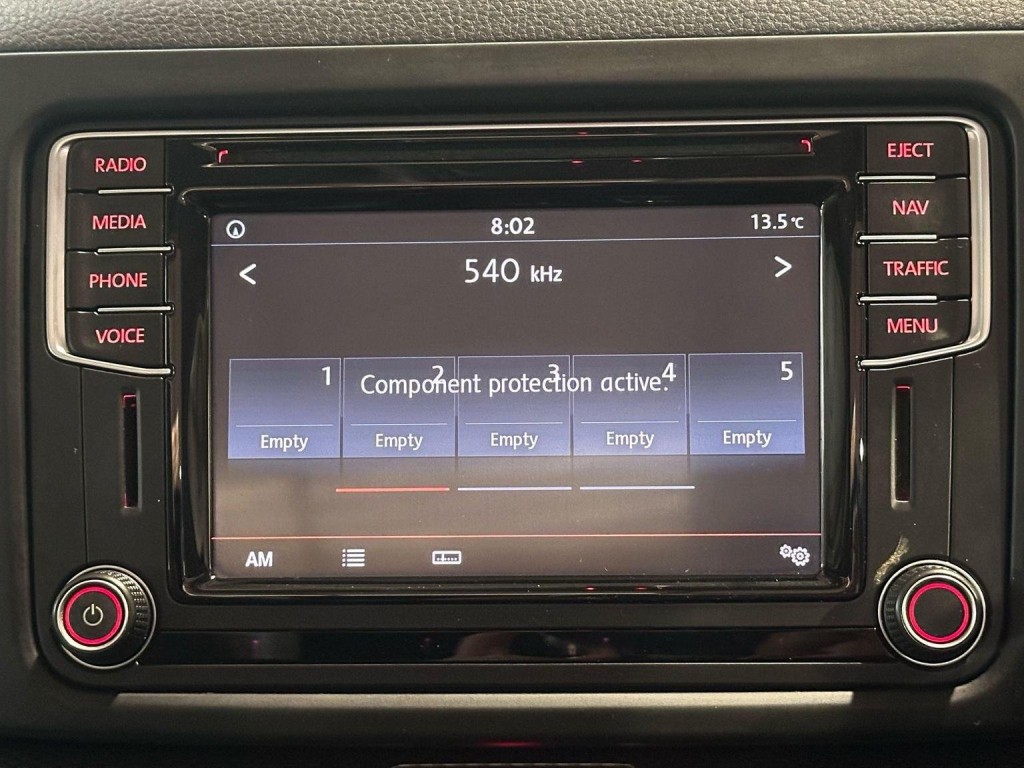 RADIO
MEDIA
PHONE
VOICE
EJECT
NAV
TRAFFIC
MENU
8:02
13.5°C
< 540 kHz >
1 2 3 4 5
Component protection active.
Empty Empty Empty Empty Empty
AM